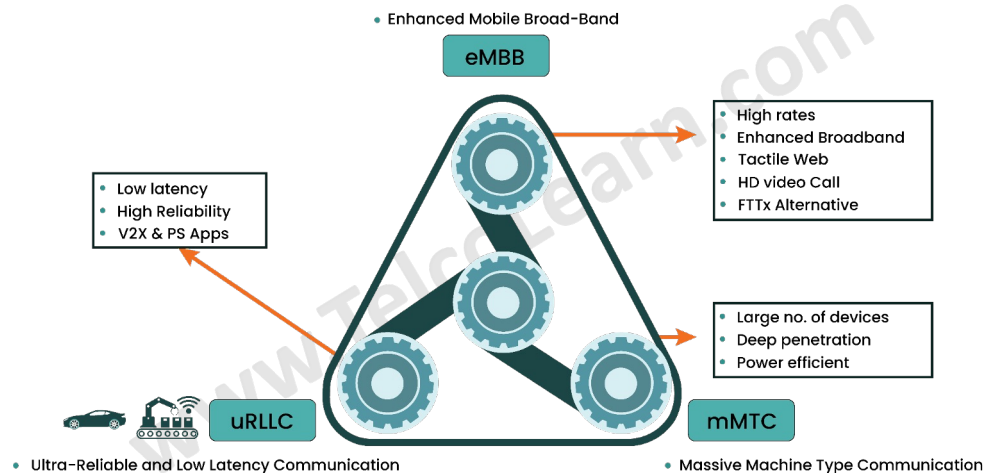 • Enhanced Mobile Broad-Band
eMBB
• High rates
• Enhanced Broadband
• Tactile Web
• HD video Call
• FTTx Alternative
• Low latency
• High Reliability
• V2X & PS Apps
• Large no. of devices
• Deep penetration
• Power efficient
uRLLC
mMTC
• Ultra-Reliable and Low Latency Communication
• Massive Machine Type Communication
www.TelcoLearn.com